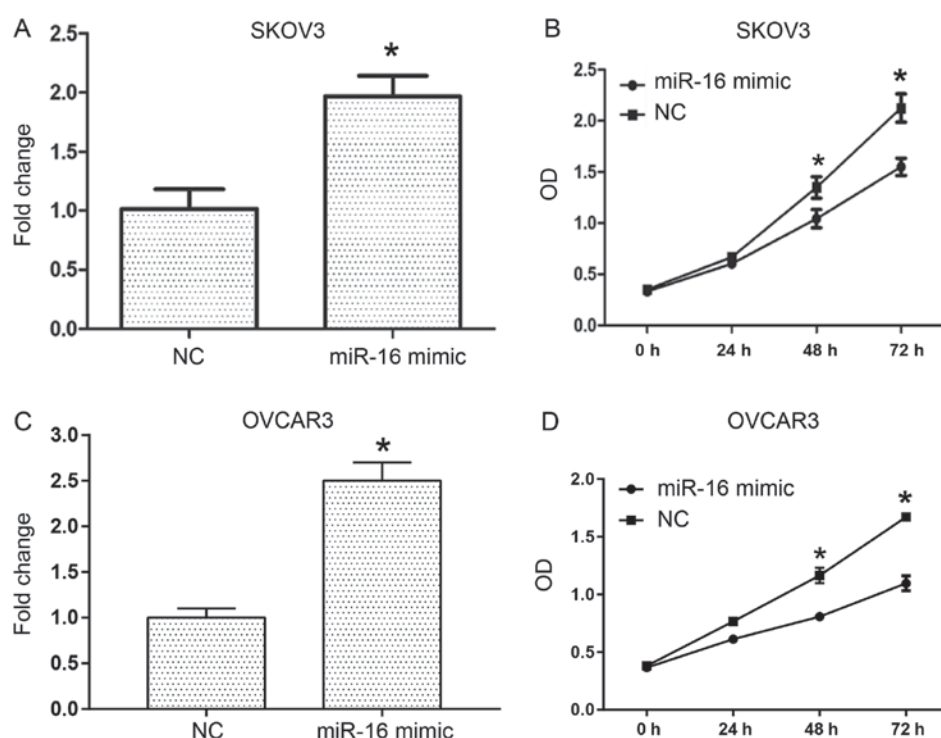 A
SKOV3
Fold change
2.5
2.0
1.5
1.0
0.5
0.0
*
NC
miR-16 mimic
B
SKOV3
OD
2.5
2.0
1.5
1.0
0.5
0.0
miR-16 mimic
NC
*
*
0 h 24 h 48 h 72 h
C
OVCAR3
Fold change
3.0
2.5
2.0
1.5
1.0
0.5
0.0
*
NC
miR-16 mimic
D
OVCAR3
OD
2.0
1.5
1.0
0.5
0.0
miR-16 mimic
NC
*
*
0 h 24 h 48 h 72 h